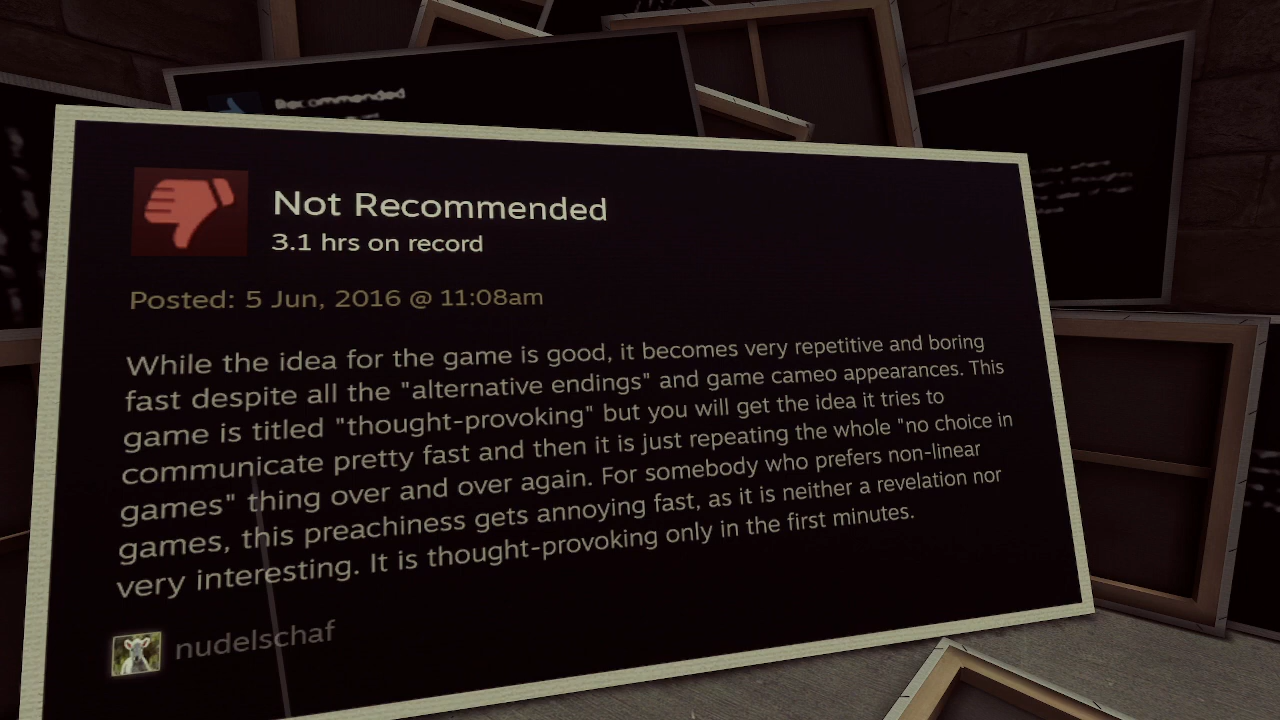 Recommended
Not Recommended
3.1 hrs on record
Posted: 5 Jun, 2016 @ 11:08am
While the idea for the game is good, it becomes very repetitive and boring
fast despite all the "alternative endings" and game cameo appearances. This
game is titled "thought-provoking" but you will get the idea it tries to
communicate pretty fast and then it is just repeating the whole "no choice in
games" thing over and over again. For somebody who prefers non-linear
games, this preachiness gets annoying fast, as it is neither a revelation nor
very interesting. It is thought-provoking only in the first minutes.
nudelschaf